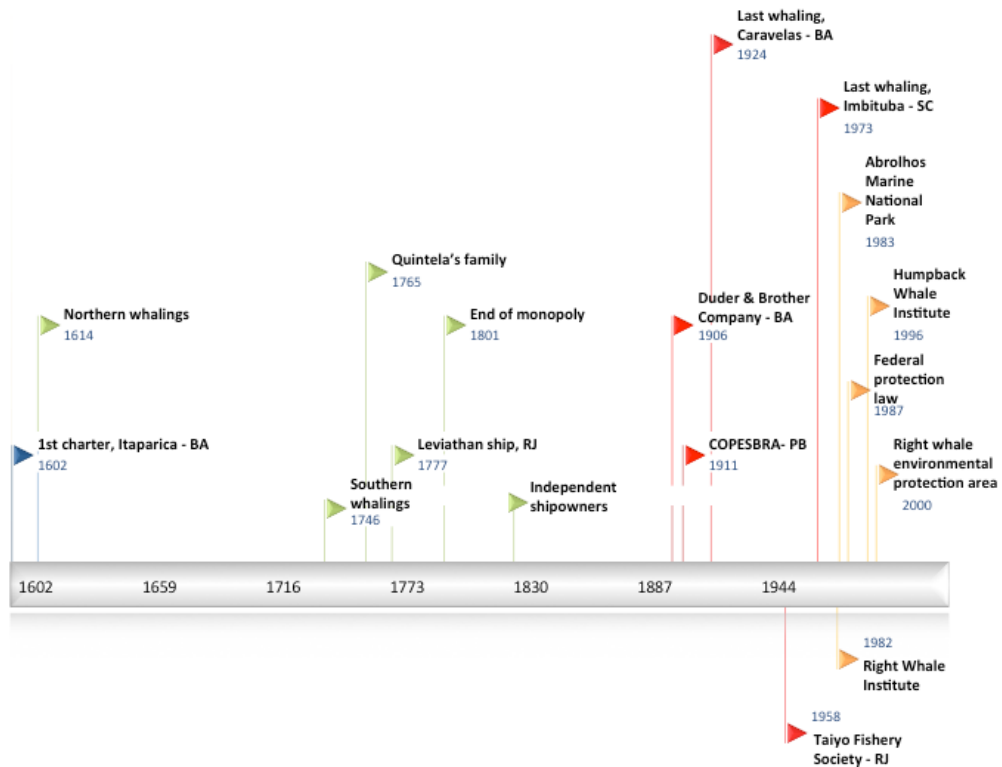 Last whaling,
Caravelas - BA
1924
Last whaling,
Imbituba - SC
1973
Abrolhos
Marine
National
Park
1983
Quintela's family
1765
Humpback
Whale
Institute
1996
Northern whalings
1614
End of monopoly
1801
Duder & Brother
Company - BA
1906
Federal
protection
law
1987
1st charter, Itaparica - BA
1602
Leviathan ship, RJ
1777
COPESBRA- PB
1911
Right whale
environmental
protection area
2000
Southern
whalings
1746
Independent
shipowners
1602 1659 1716 1773 1830 1887 1944
1982
Right Whale
Institute
1958
Taiyo Fishery
Society - RJ